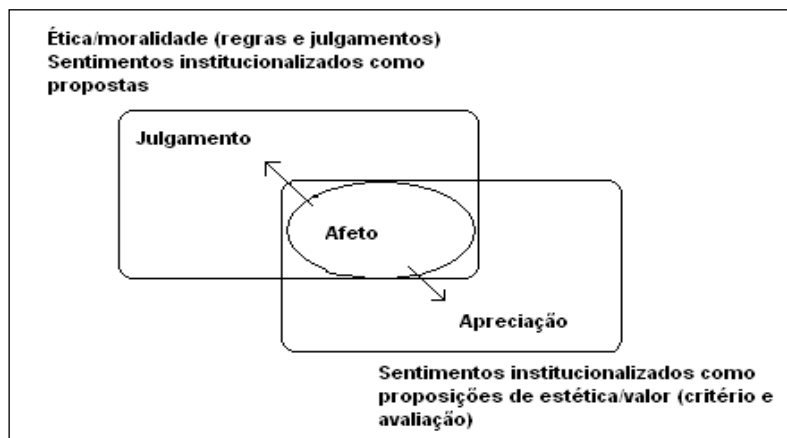 Ética/moralidade (regras e julgamentos)
Sentimentos institucionalizados como
propostas
Julgamento
Afeto
Apreciação
Sentimentos institucionalizados como
proposições de estética/valor (critério e
avaliação)